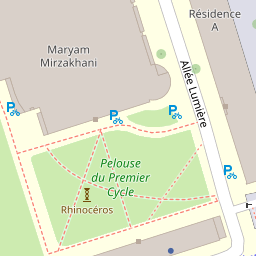 Résidence
A
Maryam
Mirzakhani
Allée Lumière
P
P
P
P
Pelouse
du Premier
Cycle
Rhinocéros